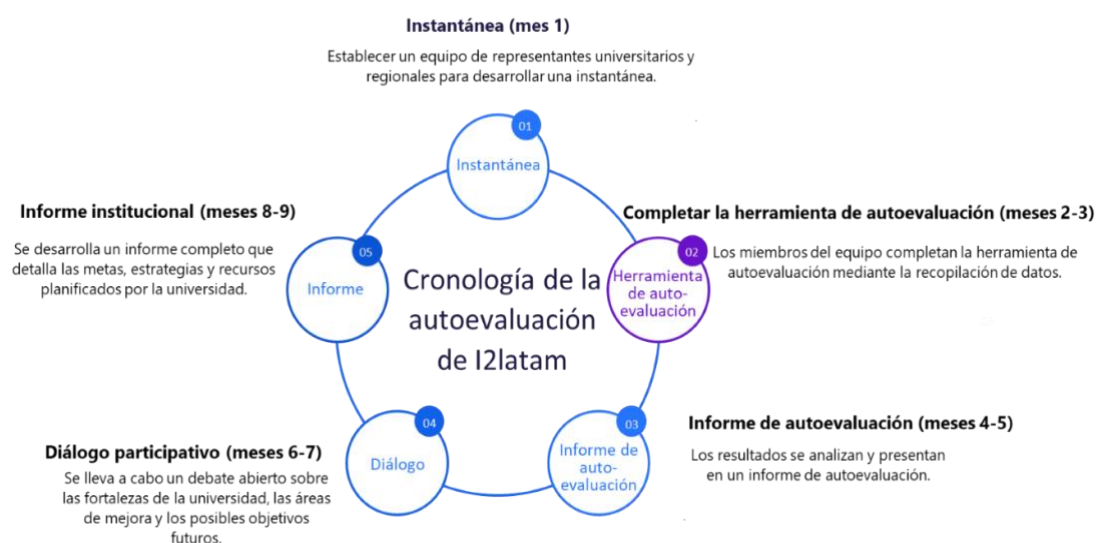 Instantánea (mes 1)
Establecer un equipo de representantes universitarios y
regionales para desarrollar una instantánea.
01
Instantánea
Completar la herramienta de autoevaluación (meses 2-3)
02
Los miembros del equipo completan la herramienta de
autoevaluación mediante la recopilación de datos.
Herramienta
de auto-
evaluación
Informe de autoevaluación (meses 4-5)
03
Los resultados se analizan y presentan
en un informe de autoevaluación.
Informe de
auto-
evaluación
Diálogo participativo (meses 6-7)
04
Se lleva a cabo un debate abierto sobre
las fortalezas de la universidad, las áreas
de mejora y los posibles objetivos
futuros.
Diálogo
Informe institucional (meses 8-9)
05
Se desarrolla un informe completo que
detalla las metas, estrategias y recursos
planificados por la universidad.
Informe
Cronología de la
autoevaluación
de I2latam